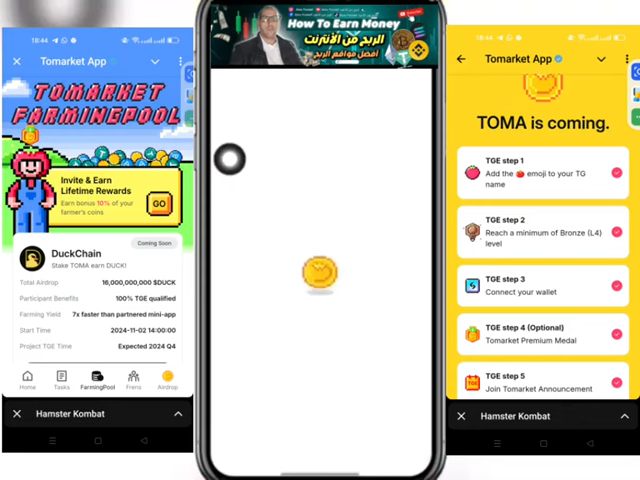 18:44
Tomarket App
TOMARKET
FARMINEPOOL
Invite & Earn
Lifetime Rewards
Earn bonus 10% of your
farmer's coins
GO
Coming Soon
DuckChain
Stake TOMA earn DUCK!
Total Airdrop 16,000,000,000 $DUCK
Participant Benefits 100% TGE qualified
Farming Yield 7x faster than partnered mini-app
Start Time 2024-11-02 14:00:00
Project TGE Time Expected 2024 Q4
Home Tasks FarmingPool Frens Airdrop
Hamster Kombat
How To Earn Money
الربح من الأنترنت
أفضل مواقع الربح
18:44
Tomarket App
TOMA is coming.
TGE step 1
Add the 🍅 emoji to your TG
name
TGE step 2
Reach a minimum of Bronze (L4)
level
TGE step 3
Connect your wallet
TGE step 4 (Optional)
Tomarket Premium Medal
TGE step 5
Join Tomarket Announcement
Hamster Kombat